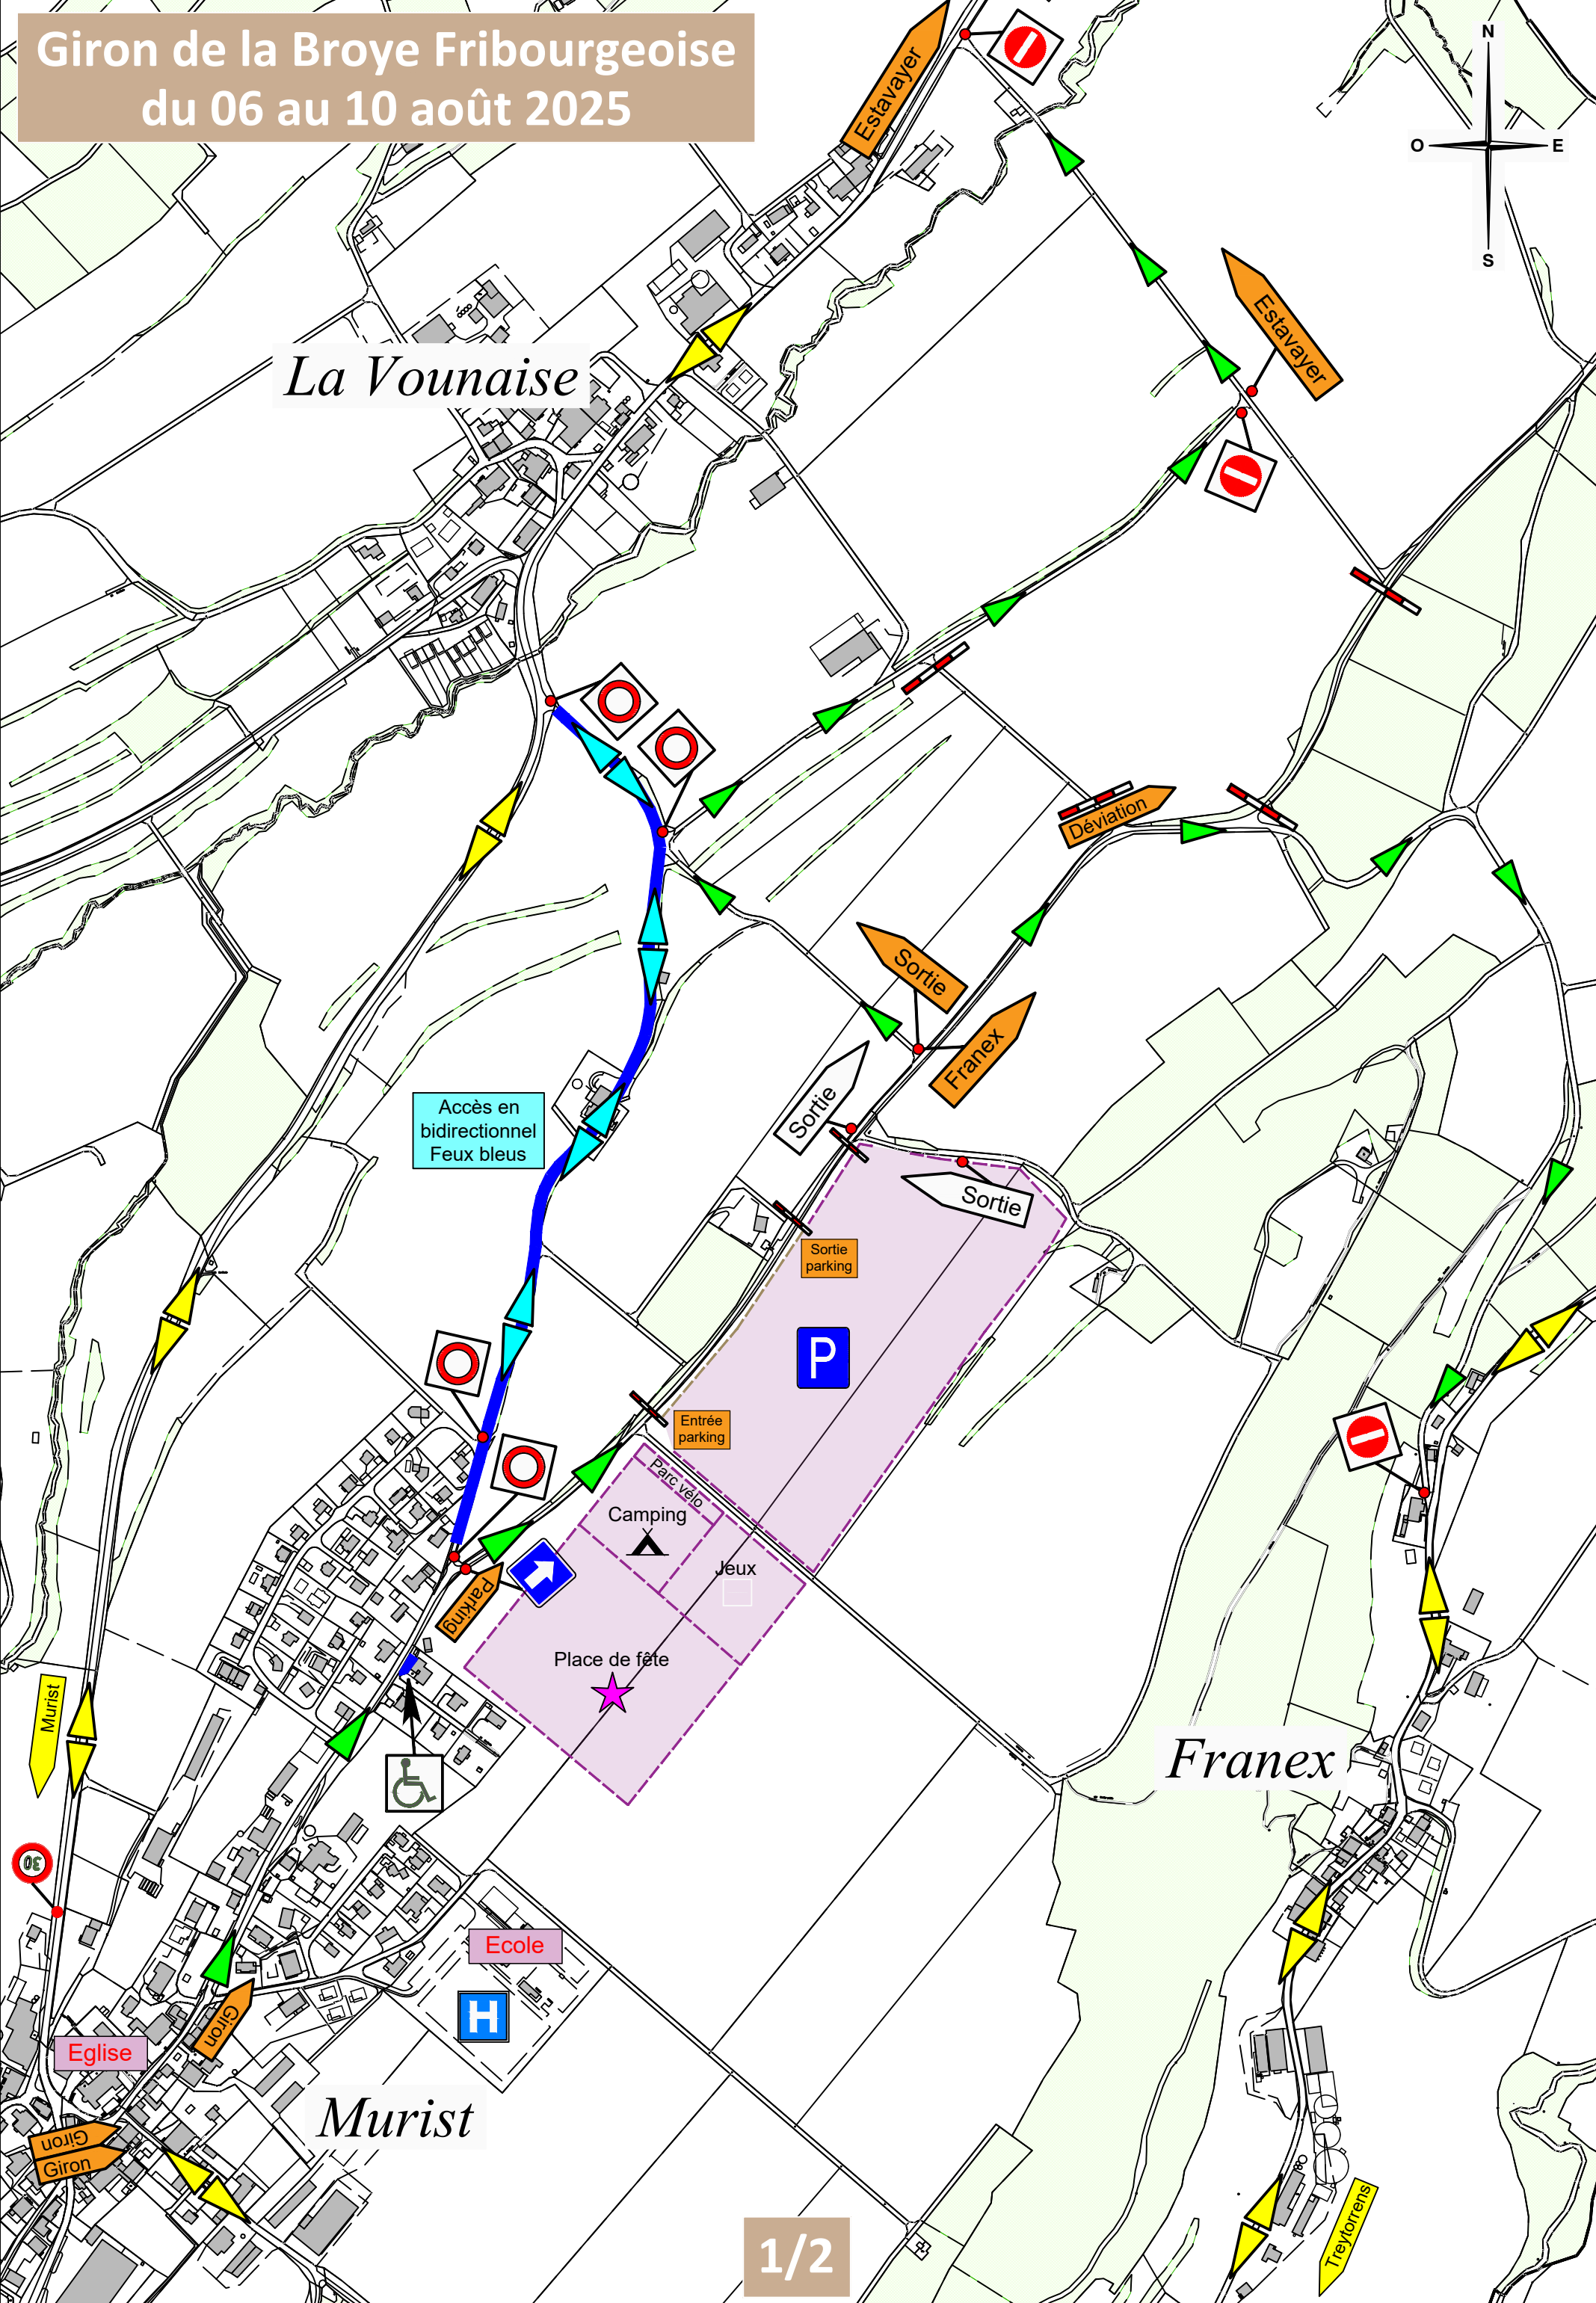 Giron de la Broye Fribourgeoise
du 06 au 10 août 2025
Estavayer
N
O
E
S
Estavayer
La Vounaise
Déviation
Sortie
Franex
Sortie
Accès en
bidirectionnel
Feux bleus
Sortie
Sortie
parking
P
Entrée
parking
Parc vélo
Camping
Jeux
Parking
Place de fête
Murist
Franex
30
Ecole
H
Giron
Eglise
Murist
Giron
Giron
Treytorrens
1/2